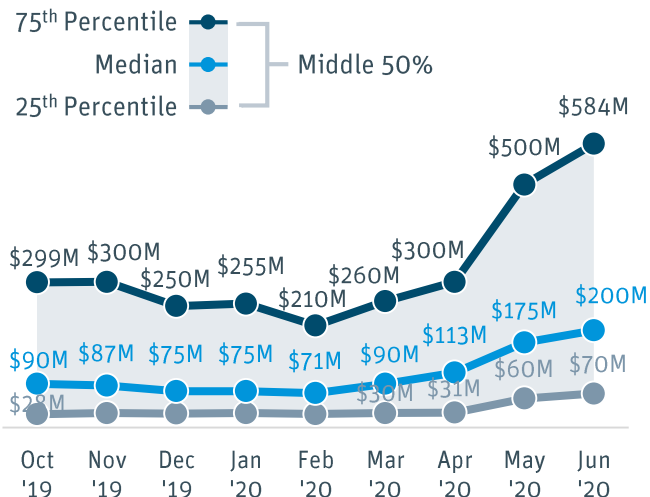 75th Percentile
Median
Middle 50%
25th Percentile
$584M
$500M
$299M
$300M
$250M
$255M
$210M
$260M
$300M
$90M
$87M
$75M
$75M
$71M
$90M
$113M
$175M
$200M
$28M
$30M
$31M
$60M
$70M
Oct Nov Dec Jan Feb Mar Apr May Jun
'19 '19 '19 '20 '20 '20 '20 '20 '20